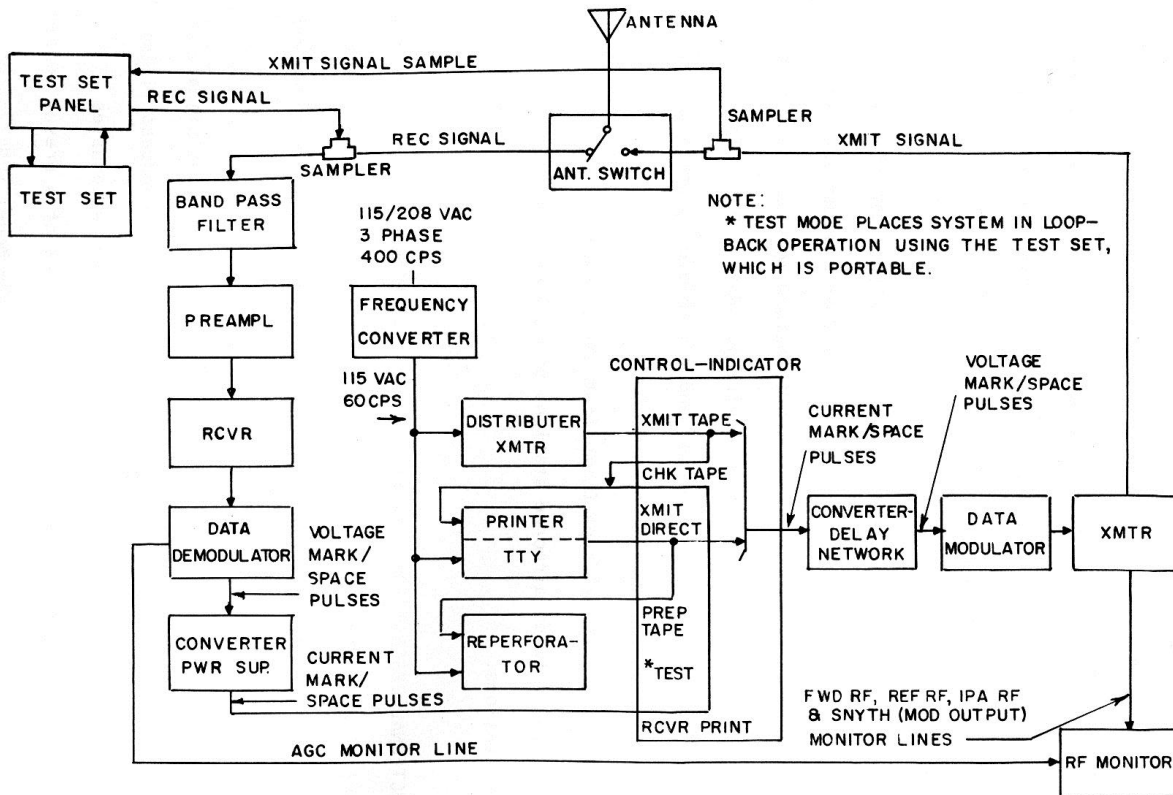 ANTENNA
XMIT SIGNAL SAMPLE
TEST SET
PANEL
REC SIGNAL
SAMPLER
REC SIGNAL
XMIT SIGNAL
SAMPLER
ANT. SWITCH
TEST SET
BAND PASS
FILTER
115/208 VAC
3 PHASE
400 CPS
NOTE:
* TEST MODE PLACES SYSTEM IN LOOP-
BACK OPERATION USING THE TEST SET,
WHICH IS PORTABLE.
PREAMPL
FREQUENCY
CONVERTER
115 VAC
60 CPS
CONTROL-INDICATOR
VOLTAGE
MARK/SPACE
PULSES
RCVR
DISTRIBUTER
XMTR
XMIT TAPE
CURRENT
MARK/SPACE
PULSES
CHK TAPE
DATA
DEMODULATOR
VOLTAGE
MARK/
SPACE
PULSES
PRINTER
TTY
XMIT
DIRECT
CONVERTER-
DELAY
NETWORK
DATA
MODULATOR
XMTR
CONVERTER
PWR SUP.
CURRENT
MARK/
SPACE PULSES
REPERFORA-
TOR
PREP
TAPE
*TEST
RCVR PRINT
FWD RF, REF RF, IPA RF
& SNYTH (MOD OUTPUT)
MONITOR LINES
AGC MONITOR LINE
RF MONITOR